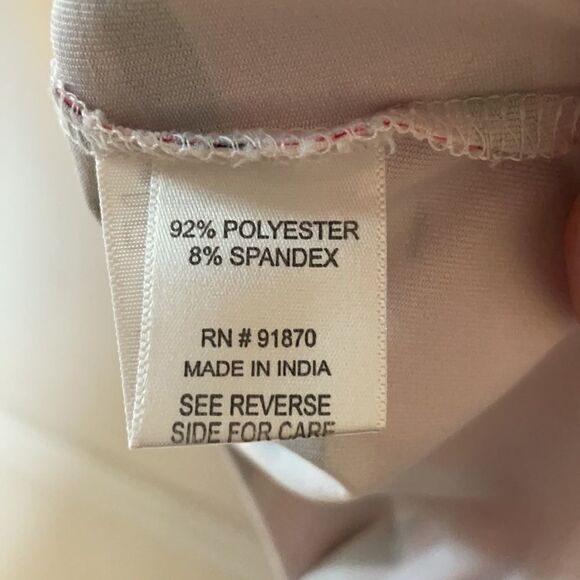 92% POLYESTER
8% SPANDEX
RN # 91870
MADE IN INDIA
SEE REVERSE
SIDE FOR CARE